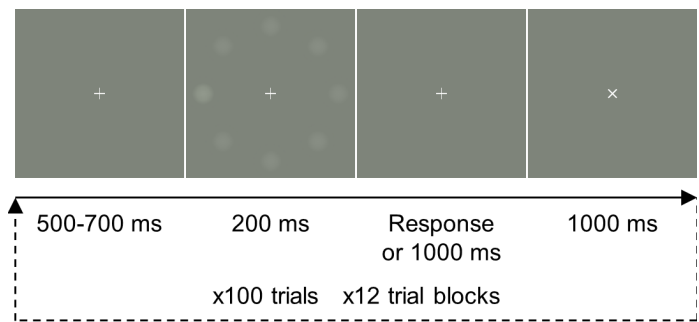 500-700 ms
200 ms
Response
or 1000 ms
1000 ms
x100 trials
x12 trial blocks